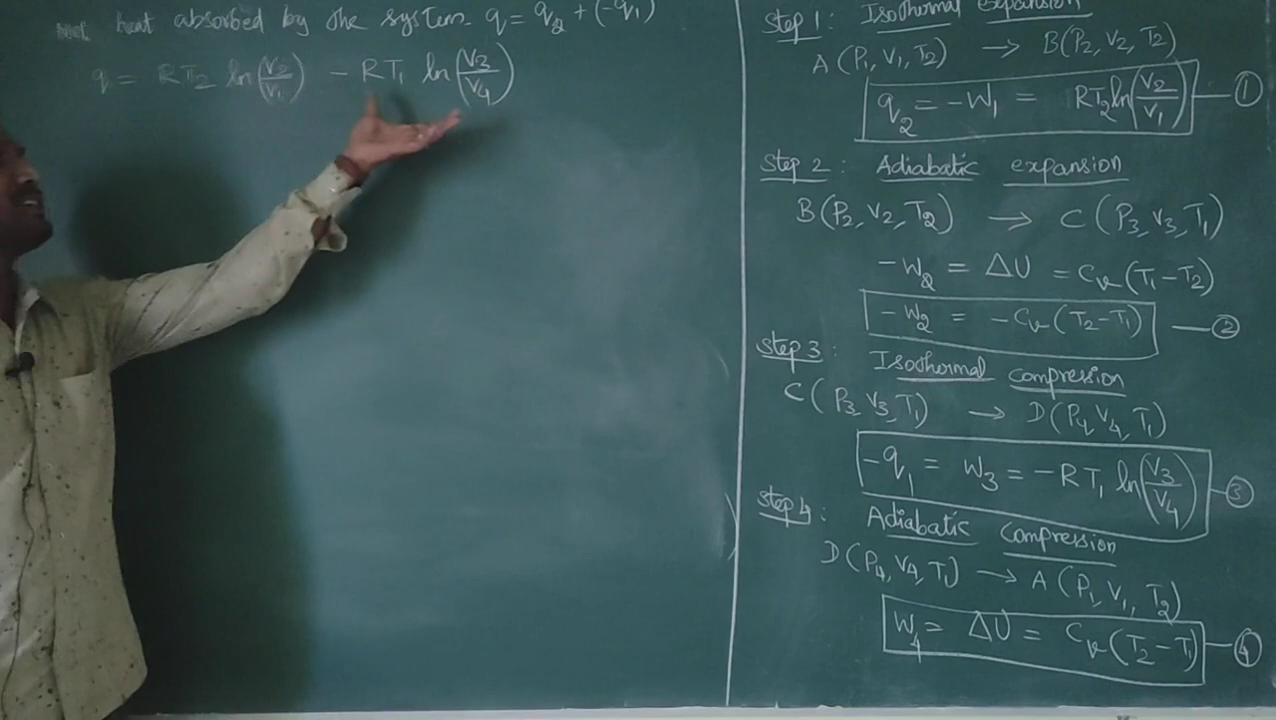 Net heat absorbed by the system q = q₂ + (-q₁)
q = RT₂ ln(V₂/V₁) - RT₁ ln(V₃/V₄)
Step 1: Isothermal expansion
A(P₁, V₁, T₂) → B(P₂, V₂, T₂)
q₂ = -W₁ = RT₂ ln(V₂/V₁) — ①
Step 2: Adiabatic expansion
B(P₂, V₂, T₂) → C(P₃, V₃, T₁)
-W₂ = ΔU = Cv(T₁-T₂)
-W₂ = -Cv(T₂-T₁) — ②
Step 3: Isothermal compression
C(P₃, V₃, T₁) → D(P₄, V₄, T₁)
-q₁ = W₃ = -RT₁ ln(V₃/V₄) — ③
Step 4: Adiabatic compression
D(P₄, V₄, T₁) → A(P₁, V₁, T₂)
W₄ = ΔU = Cv(T₂-T₁) — ④